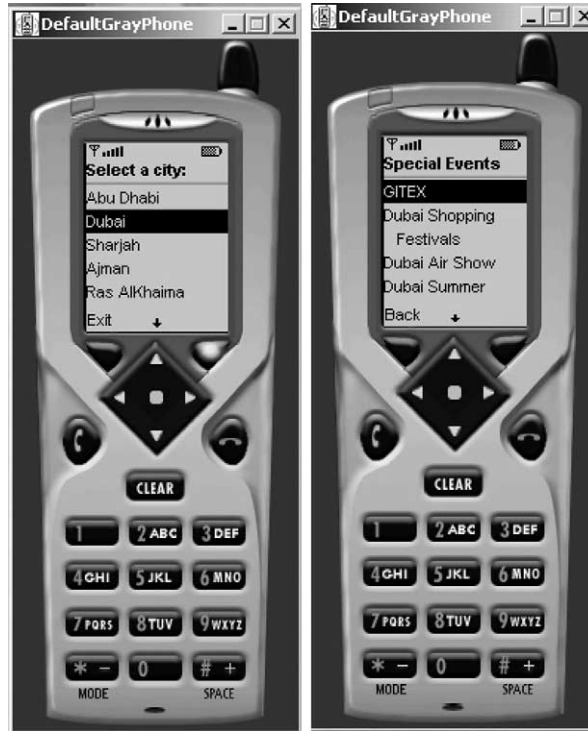 DefaultGrayPhone
Select a city:
Abu Dhabi
Dubai
Sharjah
Ajman
Ras AlKhaima
Exit
CLEAR
1 2 ABC 3 DEF
4 GHI 5 JKL 6 MNO
7 PQRS 8 TUV 9 WXYZ
* - 0 # +
MODE SPACE
DefaultGrayPhone
Special Events
GITEX
Dubai Shopping
Festivals
Dubai Air Show
Dubai Summer
Back
CLEAR
1 2 ABC 3 DEF
4 GHI 5 JKL 6 MNO
7 PQRS 8 TUV 9 WXYZ
* - 0 # +
MODE SPACE